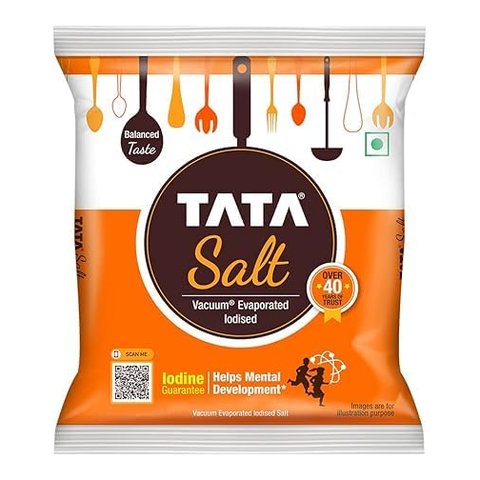 Balanced
Taste
TATA®
Salt
Vacuum® Evaporated
Iodised
OVER
40
YEARS OF
TRUST
SCAN ME
Iodine
Guarantee
Helps Mental
Development*
Images are for
illustration purpose
Vacuum Evaporated Iodised Salt
TATA
Salt